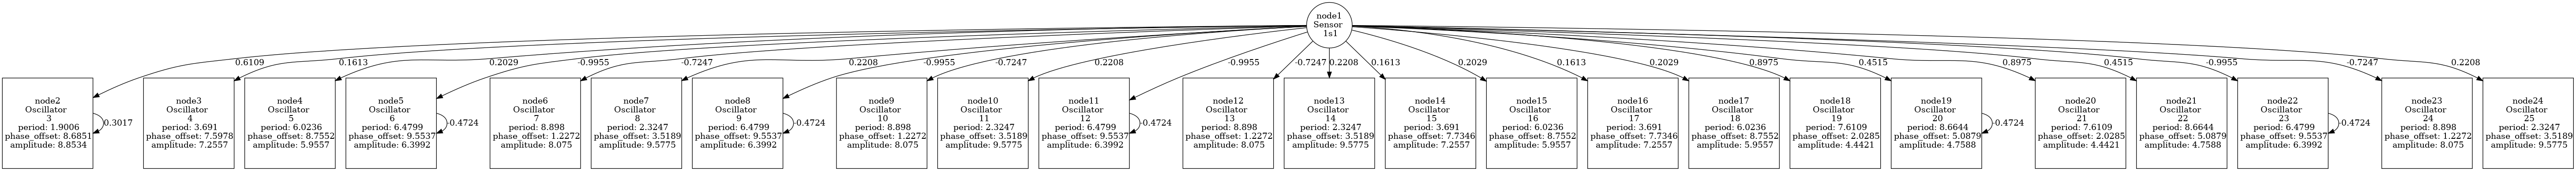 node1
Sensor
1s1
0.6109
0.1613
0.2029
-0.9955
-0.7247
0.2208
-0.9955
-0.7247
0.2208
-0.9955
-0.7247
0.2208
0.1613
0.2029
0.1613
0.2029
0.8975
0.4515
0.8975
0.4515
-0.9955
-0.7247
0.2208
node2
Oscillator
3
period: 1.9006
phase_offset: 8.6851
amplitude: 8.8534
0.3017
node3
Oscillator
4
period: 3.691
phase_offset: 7.5978
amplitude: 7.2557
node4
Oscillator
5
period: 6.0236
phase_offset: 8.7552
amplitude: 5.9557
node5
Oscillator
6
period: 6.4799
phase_offset: 9.5537
amplitude: 6.3992
-0.4724
node6
Oscillator
7
period: 8.898
phase_offset: 1.2272
amplitude: 8.075
node7
Oscillator
8
period: 2.3247
phase_offset: 3.5189
amplitude: 9.5775
node8
Oscillator
9
period: 6.4799
phase_offset: 9.5537
amplitude: 6.3992
-0.4724
node9
Oscillator
10
period: 8.898
phase_offset: 1.2272
amplitude: 8.075
node10
Oscillator
11
period: 2.3247
phase_offset: 3.5189
amplitude: 9.5775
node11
Oscillator
12
period: 6.4799
phase_offset: 9.5537
amplitude: 6.3992
-0.4724
node12
Oscillator
13
period: 8.898
phase_offset: 1.2272
amplitude: 8.075
node13
Oscillator
14
period: 2.3247
phase_offset: 3.5189
amplitude: 9.5775
node14
Oscillator
15
period: 3.691
phase_offset: 7.7346
amplitude: 7.2557
node15
Oscillator
16
period: 6.0236
phase_offset: 8.7552
amplitude: 5.9557
node16
Oscillator
17
period: 3.691
phase_offset: 7.7346
amplitude: 7.2557
node17
Oscillator
18
period: 6.0236
phase_offset: 8.7552
amplitude: 5.9557
node18
Oscillator
19
period: 7.6109
phase_offset: 2.0285
amplitude: 4.4421
node19
Oscillator
20
period: 8.6644
phase_offset: 5.0879
amplitude: 4.7588
-0.4724
node20
Oscillator
21
period: 7.6109
phase_offset: 2.0285
amplitude: 4.4421
node21
Oscillator
22
period: 8.6644
phase_offset: 5.0879
amplitude: 4.7588
node22
Oscillator
23
period: 6.4799
phase_offset: 9.5537
amplitude: 6.3992
-0.4724
node23
Oscillator
24
period: 8.898
phase_offset: 1.2272
amplitude: 8.075
node24
Oscillator
25
period: 2.3247
phase_offset: 3.5189
amplitude: 9.5775